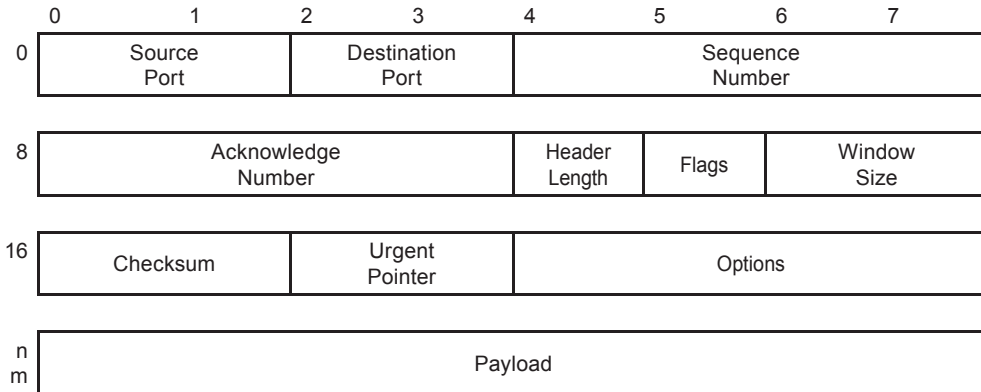 0 1 2 3 4 5 6 7
0
Source
Port
Destination
Port
Sequence
Number
8
Acknowledge
Number
Header
Length
Flags
Window
Size
16
Checksum
Urgent
Pointer
Options
n
m
Payload